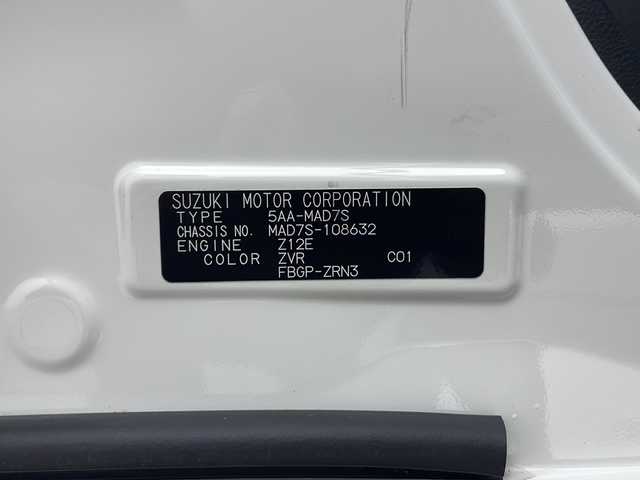 SUZUKI MOTOR CORPORATION
TYPE 5AA-MAD7S
CHASSIS NO. MAD7S-108632
ENGINE Z12E
COLOR ZVR C01
FBGP-ZRN3